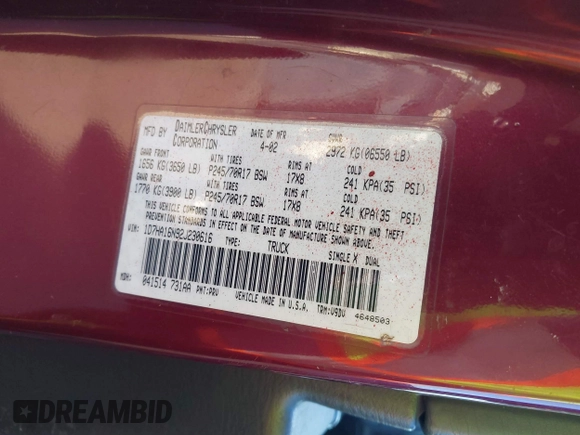 MFD BY DAIMLERCHRYSLER CORPORATION DATE OF MFR 4-02 GVWR 2972 KG(06550 LB)
GAWR FRONT WITH TIRES RIMS AT COLD
1656 KG(3650 LB) P245/70R17 BSW 17X8 241 KPA(35 PSI)
GAWR REAR WITH TIRES RIMS AT COLD
1770 KG(3900 LB) P245/70R17 BSW 17X8 241 KPA(35 PSI)
THIS VEHICLE CONFORMS TO ALL APPLICABLE FEDERAL MOTOR VEHICLE SAFETY AND THEFT
PREVENTION STANDARDS IN EFFECT ON THE DATE OF MANUFACTURE SHOWN ABOVE.
VIN: 1D7HA16N92J230616 TYPE: TRUCK SINGLE X DUAL
MDH: 041514 731AA PNT:PRV VEHICLE MADE IN U.S.A. TRM:V9DV 4648503
DREAMBID